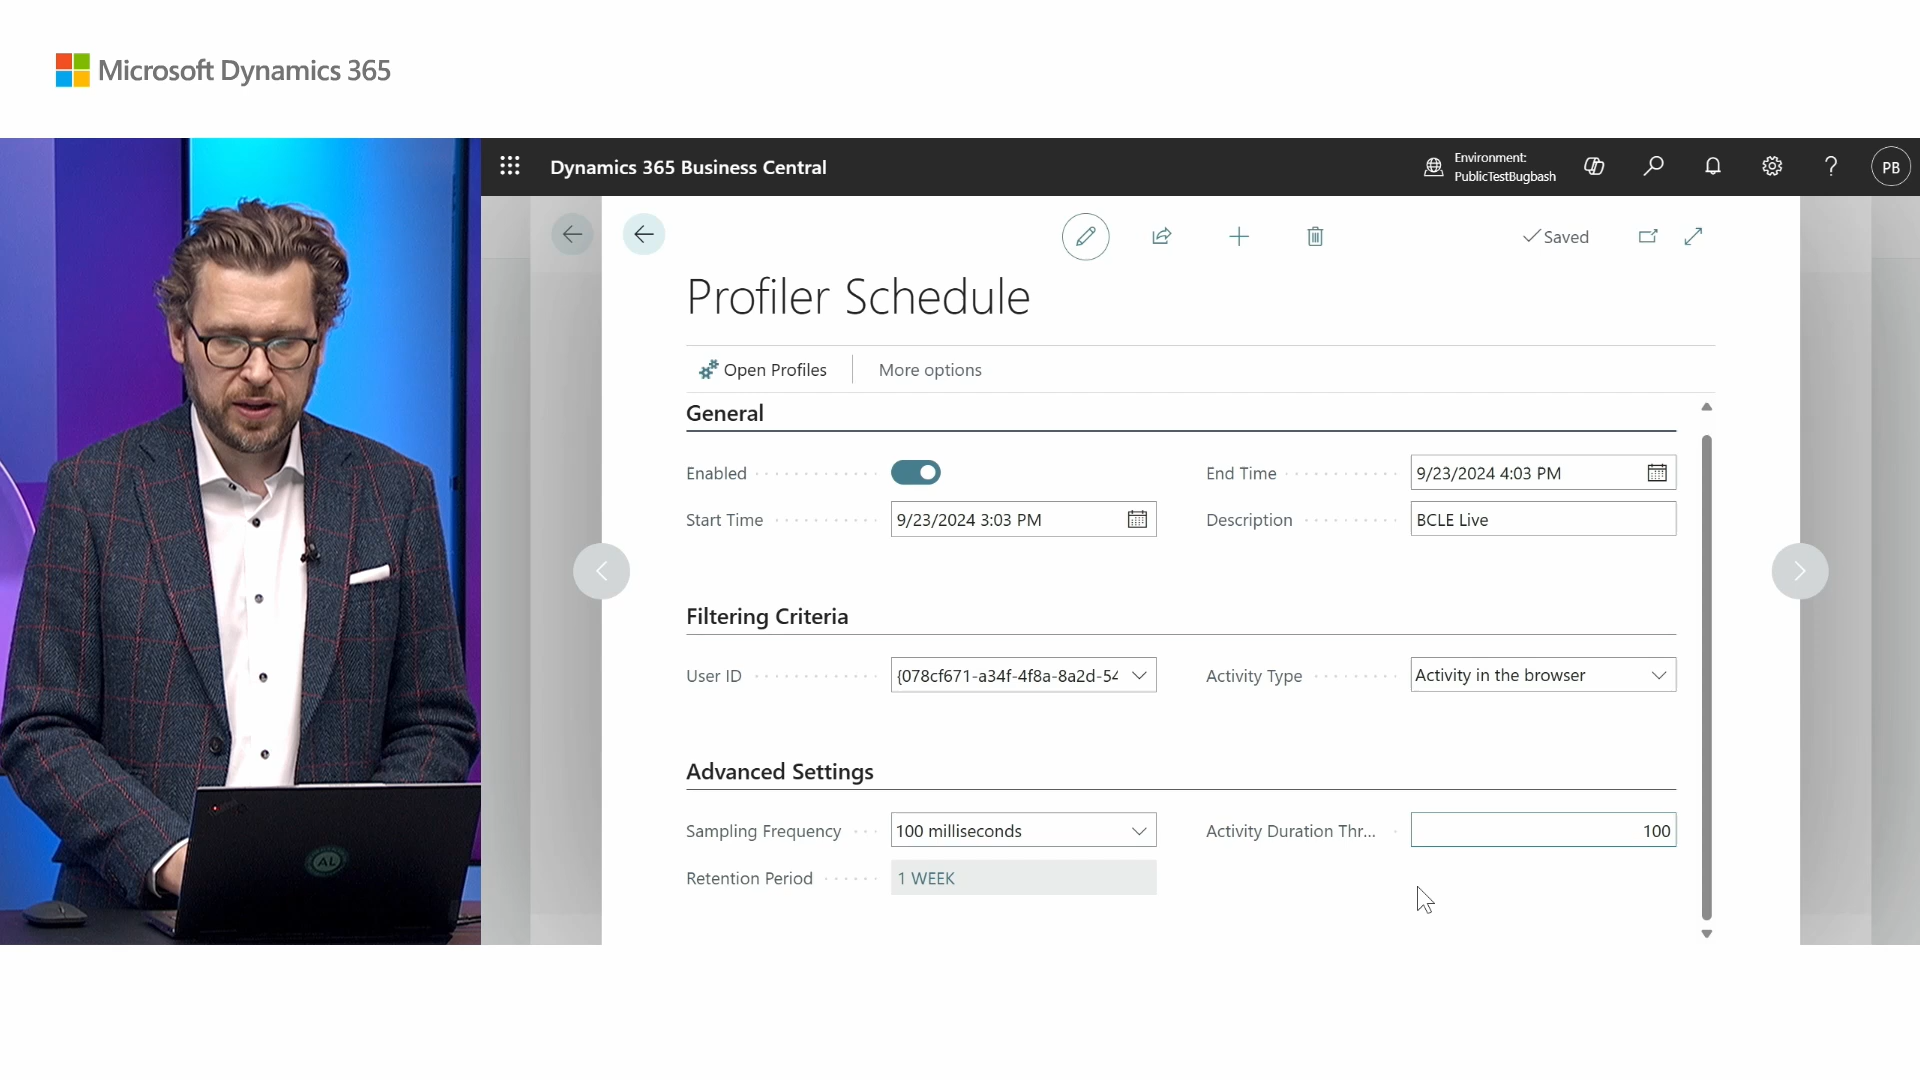 Microsoft Dynamics 365
Dynamics 365 Business Central
Environment:
PublicTestBugbash
?
PB
Saved
Profiler Schedule
Open Profiles
More options
General
Enabled
End Time
9/23/2024 4:03 PM
Start Time
9/23/2024 3:03 PM
Description
BCLE Live
Filtering Criteria
User ID
{078cf671-a34f-4f8a-8a2d-54
Activity Type
Activity in the browser
Advanced Settings
Sampling Frequency
100 milliseconds
Activity Duration Thr...
100
Retention Period
1 WEEK
AL